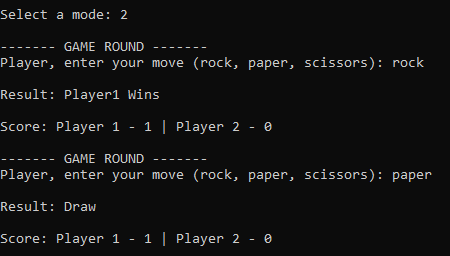 Select a mode: 2
------- GAME ROUND -------
Player, enter your move (rock, paper, scissors): rock
Result: Player1 Wins
Score: Player 1 - 1 | Player 2 - 0
------- GAME ROUND -------
Player, enter your move (rock, paper, scissors): paper
Result: Draw
Score: Player 1 - 1 | Player 2 - 0